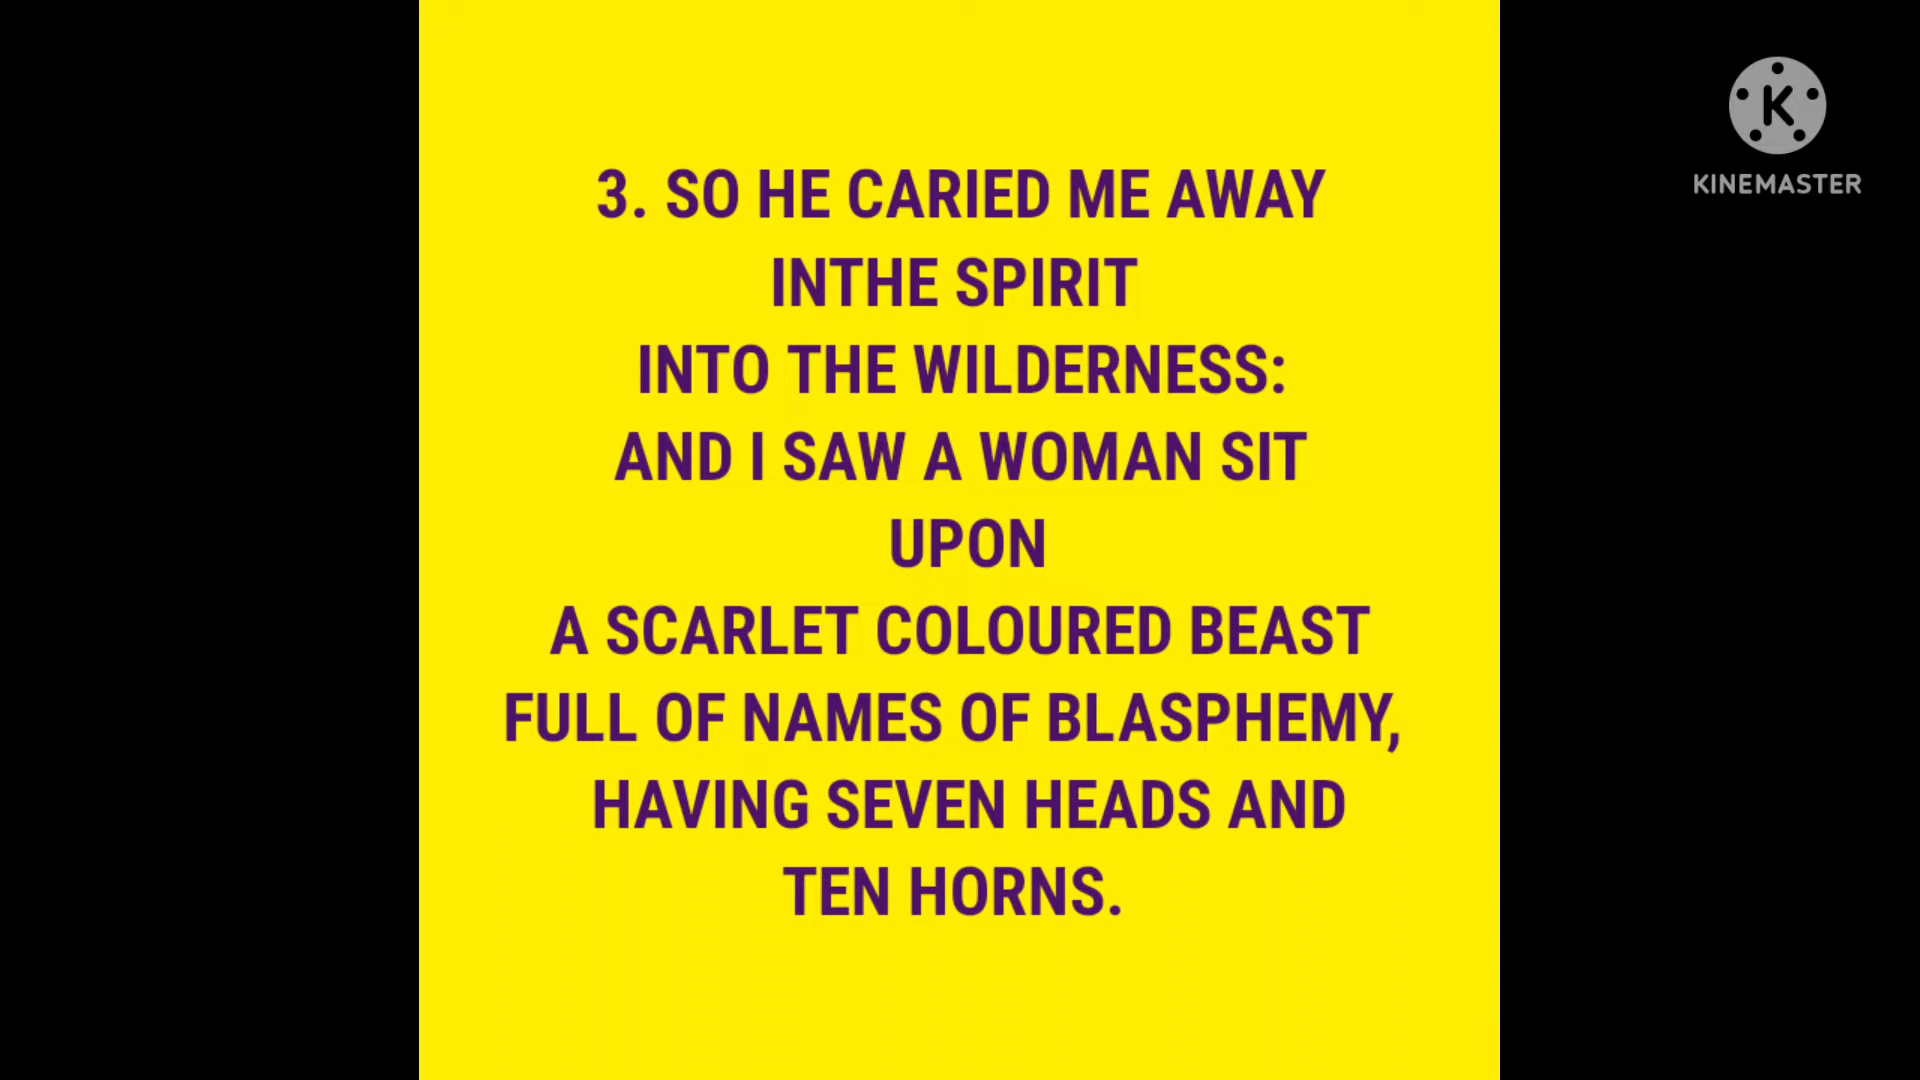 3. SO HE CARIED ME AWAY
INTHE SPIRIT
INTO THE WILDERNESS:
AND I SAW A WOMAN SIT
UPON
A SCARLET COLOURED BEAST
FULL OF NAMES OF BLASPHEMY,
HAVING SEVEN HEADS AND
TEN HORNS.
K
KINEMASTER